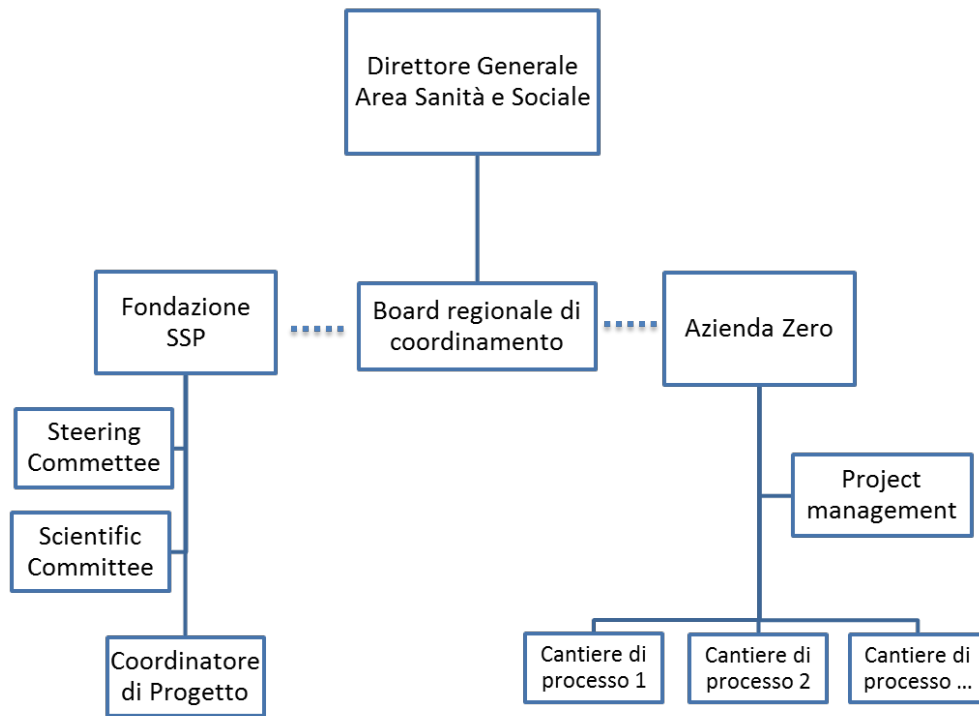 Direttore Generale
Area Sanità e Sociale
Fondazione
SSP
Board regionale di
coordinamento
Azienda Zero
Steering
Commettee
Scientific
Committee
Project
management
Coordinatore
di Progetto
Cantiere di
processo 1
Cantiere di
processo 2
Cantiere di
processo ...